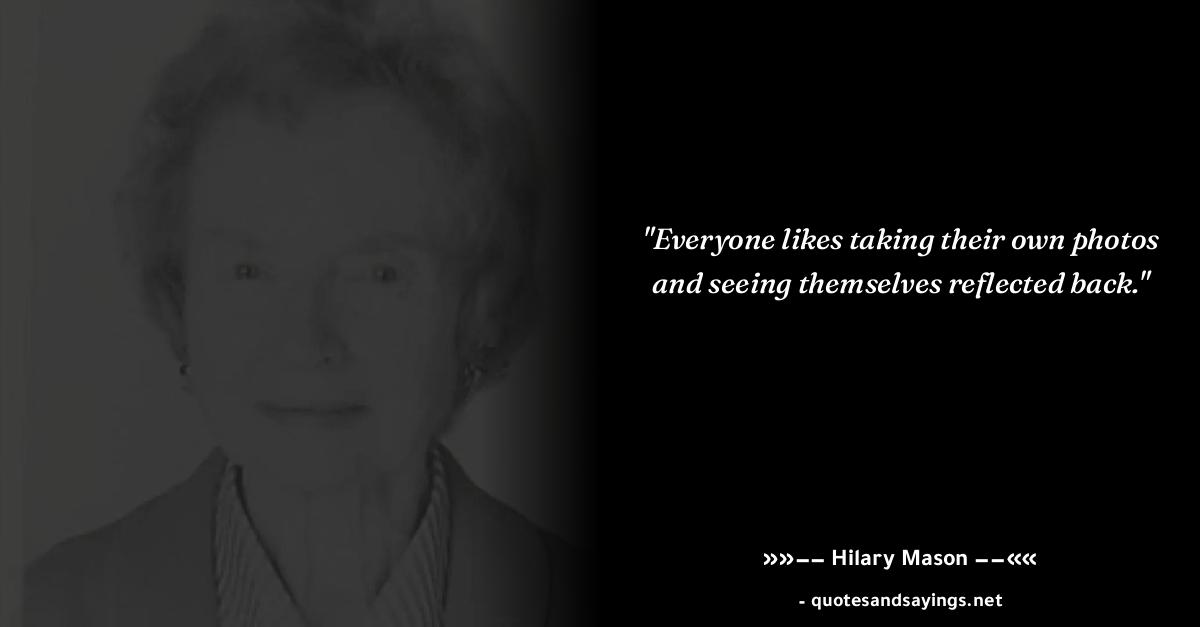 "Everyone likes taking their own photos
and seeing themselves reflected back."
»»−− Hilary Mason −−««
- quotesandsayings.net